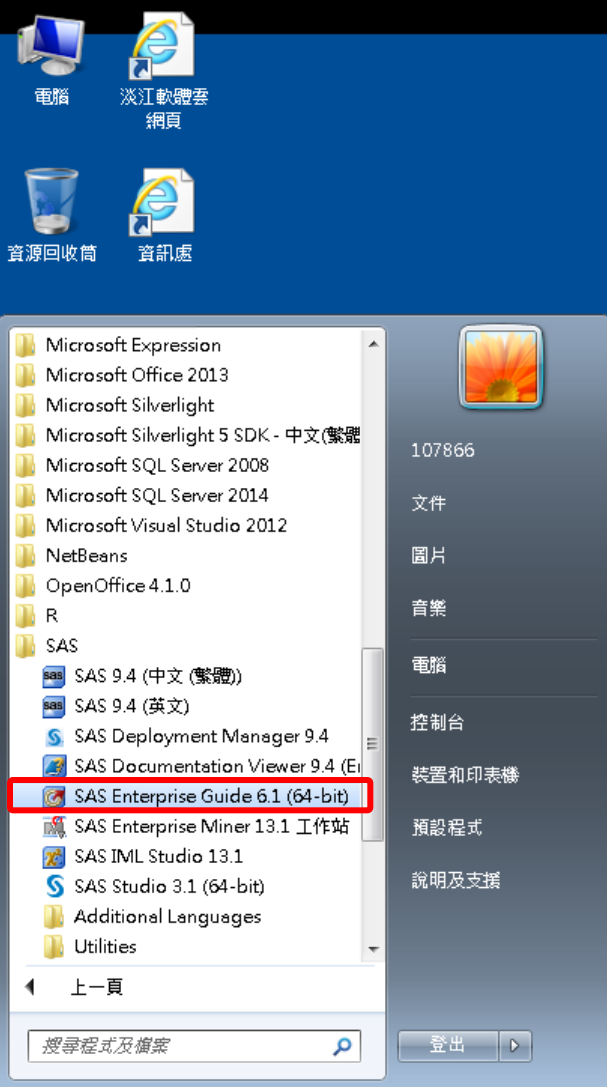 電腦
淡江軟體雲
網頁
資源回收筒
資訊處
Microsoft Expression
Microsoft Office 2013
Microsoft Silverlight
Microsoft Silverlight 5 SDK - 中文(繁體
Microsoft SQL Server 2008
Microsoft SQL Server 2014
Microsoft Visual Studio 2012
NetBeans
OpenOffice 4.1.0
R
SAS
sas SAS 9.4 (中文 (繁體))
sas SAS 9.4 (英文)
SAS Deployment Manager 9.4
SAS Documentation Viewer 9.4 (En
SAS Enterprise Guide 6.1 (64-bit)
SAS Enterprise Miner 13.1 工作站
SAS IML Studio 13.1
SAS Studio 3.1 (64-bit)
Additional Languages
Utilities
上一頁
搜尋程式及檔案
107866
文件
圖片
音樂
電腦
控制台
裝置和印表機
預設程式
說明及支援
登出